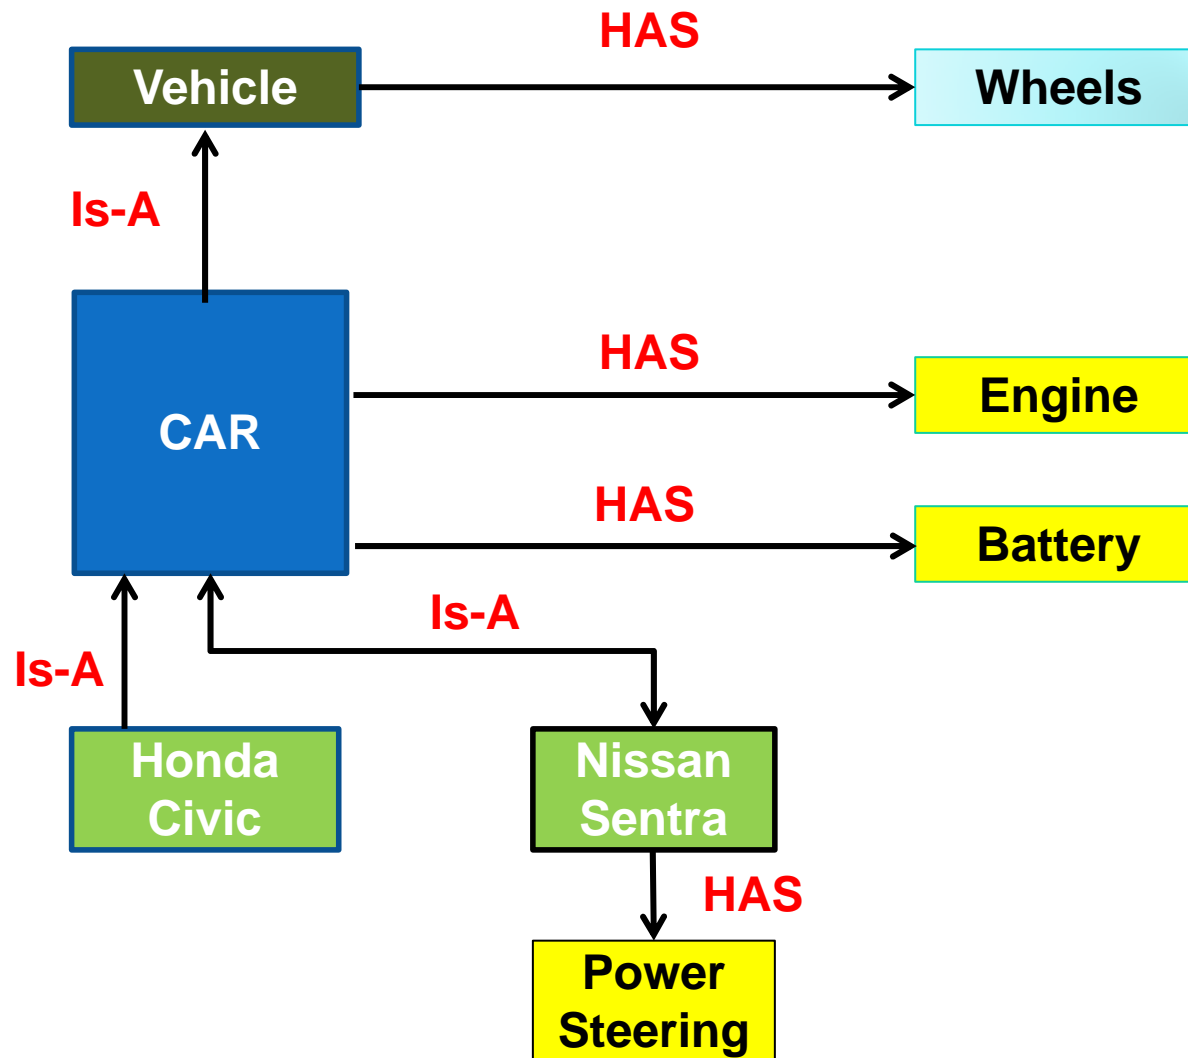 HAS
Vehicle
Wheels
Is-A
HAS
CAR
Engine
HAS
Battery
Is-A
Is-A
Honda
Civic
Nissan
Sentra
HAS
Power
Steering